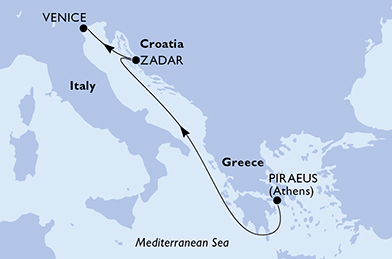 VENICE
Croatia
ZADAR
Italy
Greece
PIRAEUS
(Athens)
Mediterranean Sea